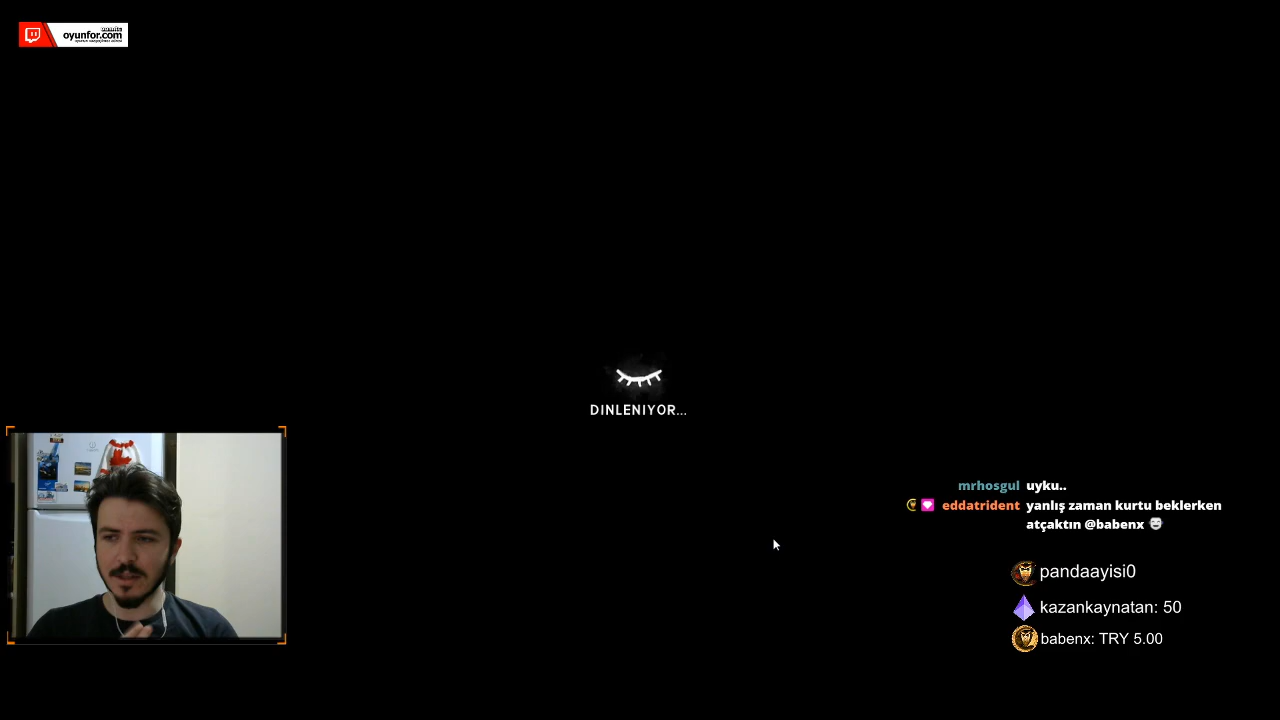 oyunfor.com
DINLENIYOR...
mrhosgul uyku..
eddatrident yanlış zaman kurtu beklerken
atçaktın @babenx
pandaayisi0
kazankaynatan: 50
babenx: TRY 5.00